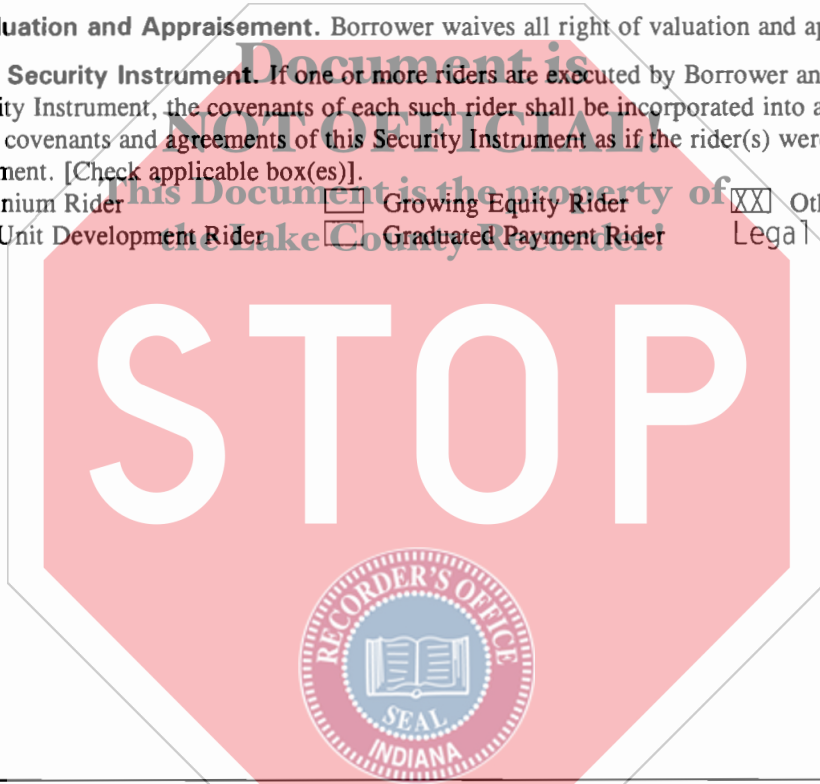 luation and Appraisement. Borrower waives all right of valuation and ap
Document is
Security Instrument. If one or more riders are executed by Borrower an
ity Instrument, the covenants of each such rider shall be incorporated into a
NOT OFFICIAL!
covenants and agreements of this Security Instrument as if the rider(s) were
ment. [Check applicable box(es)].
This Document is the property of
nium Rider Growing Equity Rider XX Oth
the Lake County Recorder!
Unit Development Rider Graduated Payment Rider Legal
STOP
RECORDER'S OFFICE
SEAL
INDIANA